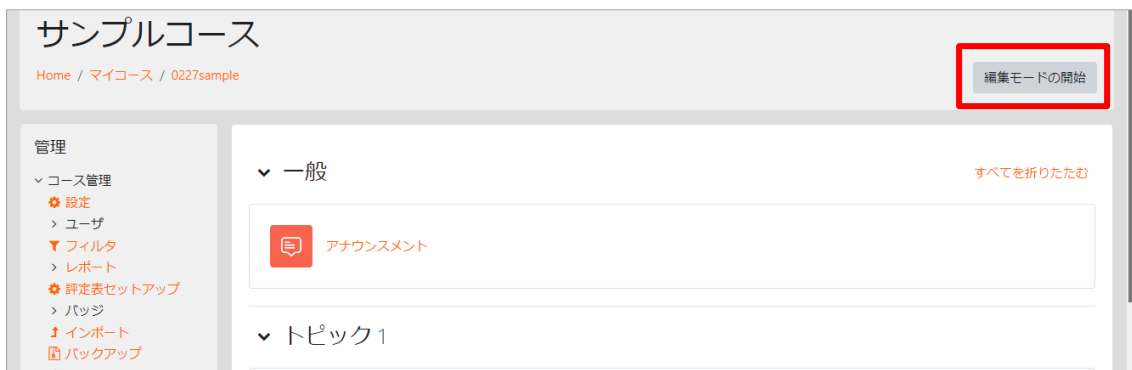 サンプルコース
Home / マイコース / 0227sample
編集モードの開始
管理
コース管理
設定
ユーザ
フィルタ
レポート
評定表セットアップ
バッジ
インポート
バックアップ
一般
すべてを折りたたむ
アナウンスメント
トピック 1